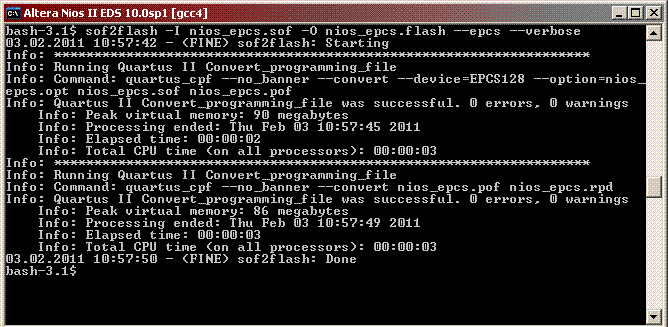 Altera Nios II EDS 10.0sp1 [gcc4]
bash-3.1$ sof2flash -I nios_epcs.sof -O nios_epcs.flash --epcs --verbose
03.02.2011 10:57:42 - (FINE) sof2flash: Starting
Info: *******************************************************************
Info: Running Quartus II Convert_programming_file
Info: Command: quartus_cpf --no_banner --convert --device=EPCS128 --option=nios_
epcs.opt nios_epcs.sof nios_epcs.pof
Info: Quartus II Convert_programming_file was successful. 0 errors, 0 warnings
    Info: Peak virtual memory: 90 megabytes
    Info: Processing ended: Thu Feb 03 10:57:45 2011
    Info: Elapsed time: 00:00:02
    Info: Total CPU time (on all processors): 00:00:03
Info: *******************************************************************
Info: Running Quartus II Convert_programming_file
Info: Command: quartus_cpf --no_banner --convert nios_epcs.pof nios_epcs.rpd
Info: Quartus II Convert_programming_file was successful. 0 errors, 0 warnings
    Info: Peak virtual memory: 86 megabytes
    Info: Processing ended: Thu Feb 03 10:57:49 2011
    Info: Elapsed time: 00:00:03
    Info: Total CPU time (on all processors): 00:00:03
03.02.2011 10:57:50 - (FINE) sof2flash: Done
bash-3.1$